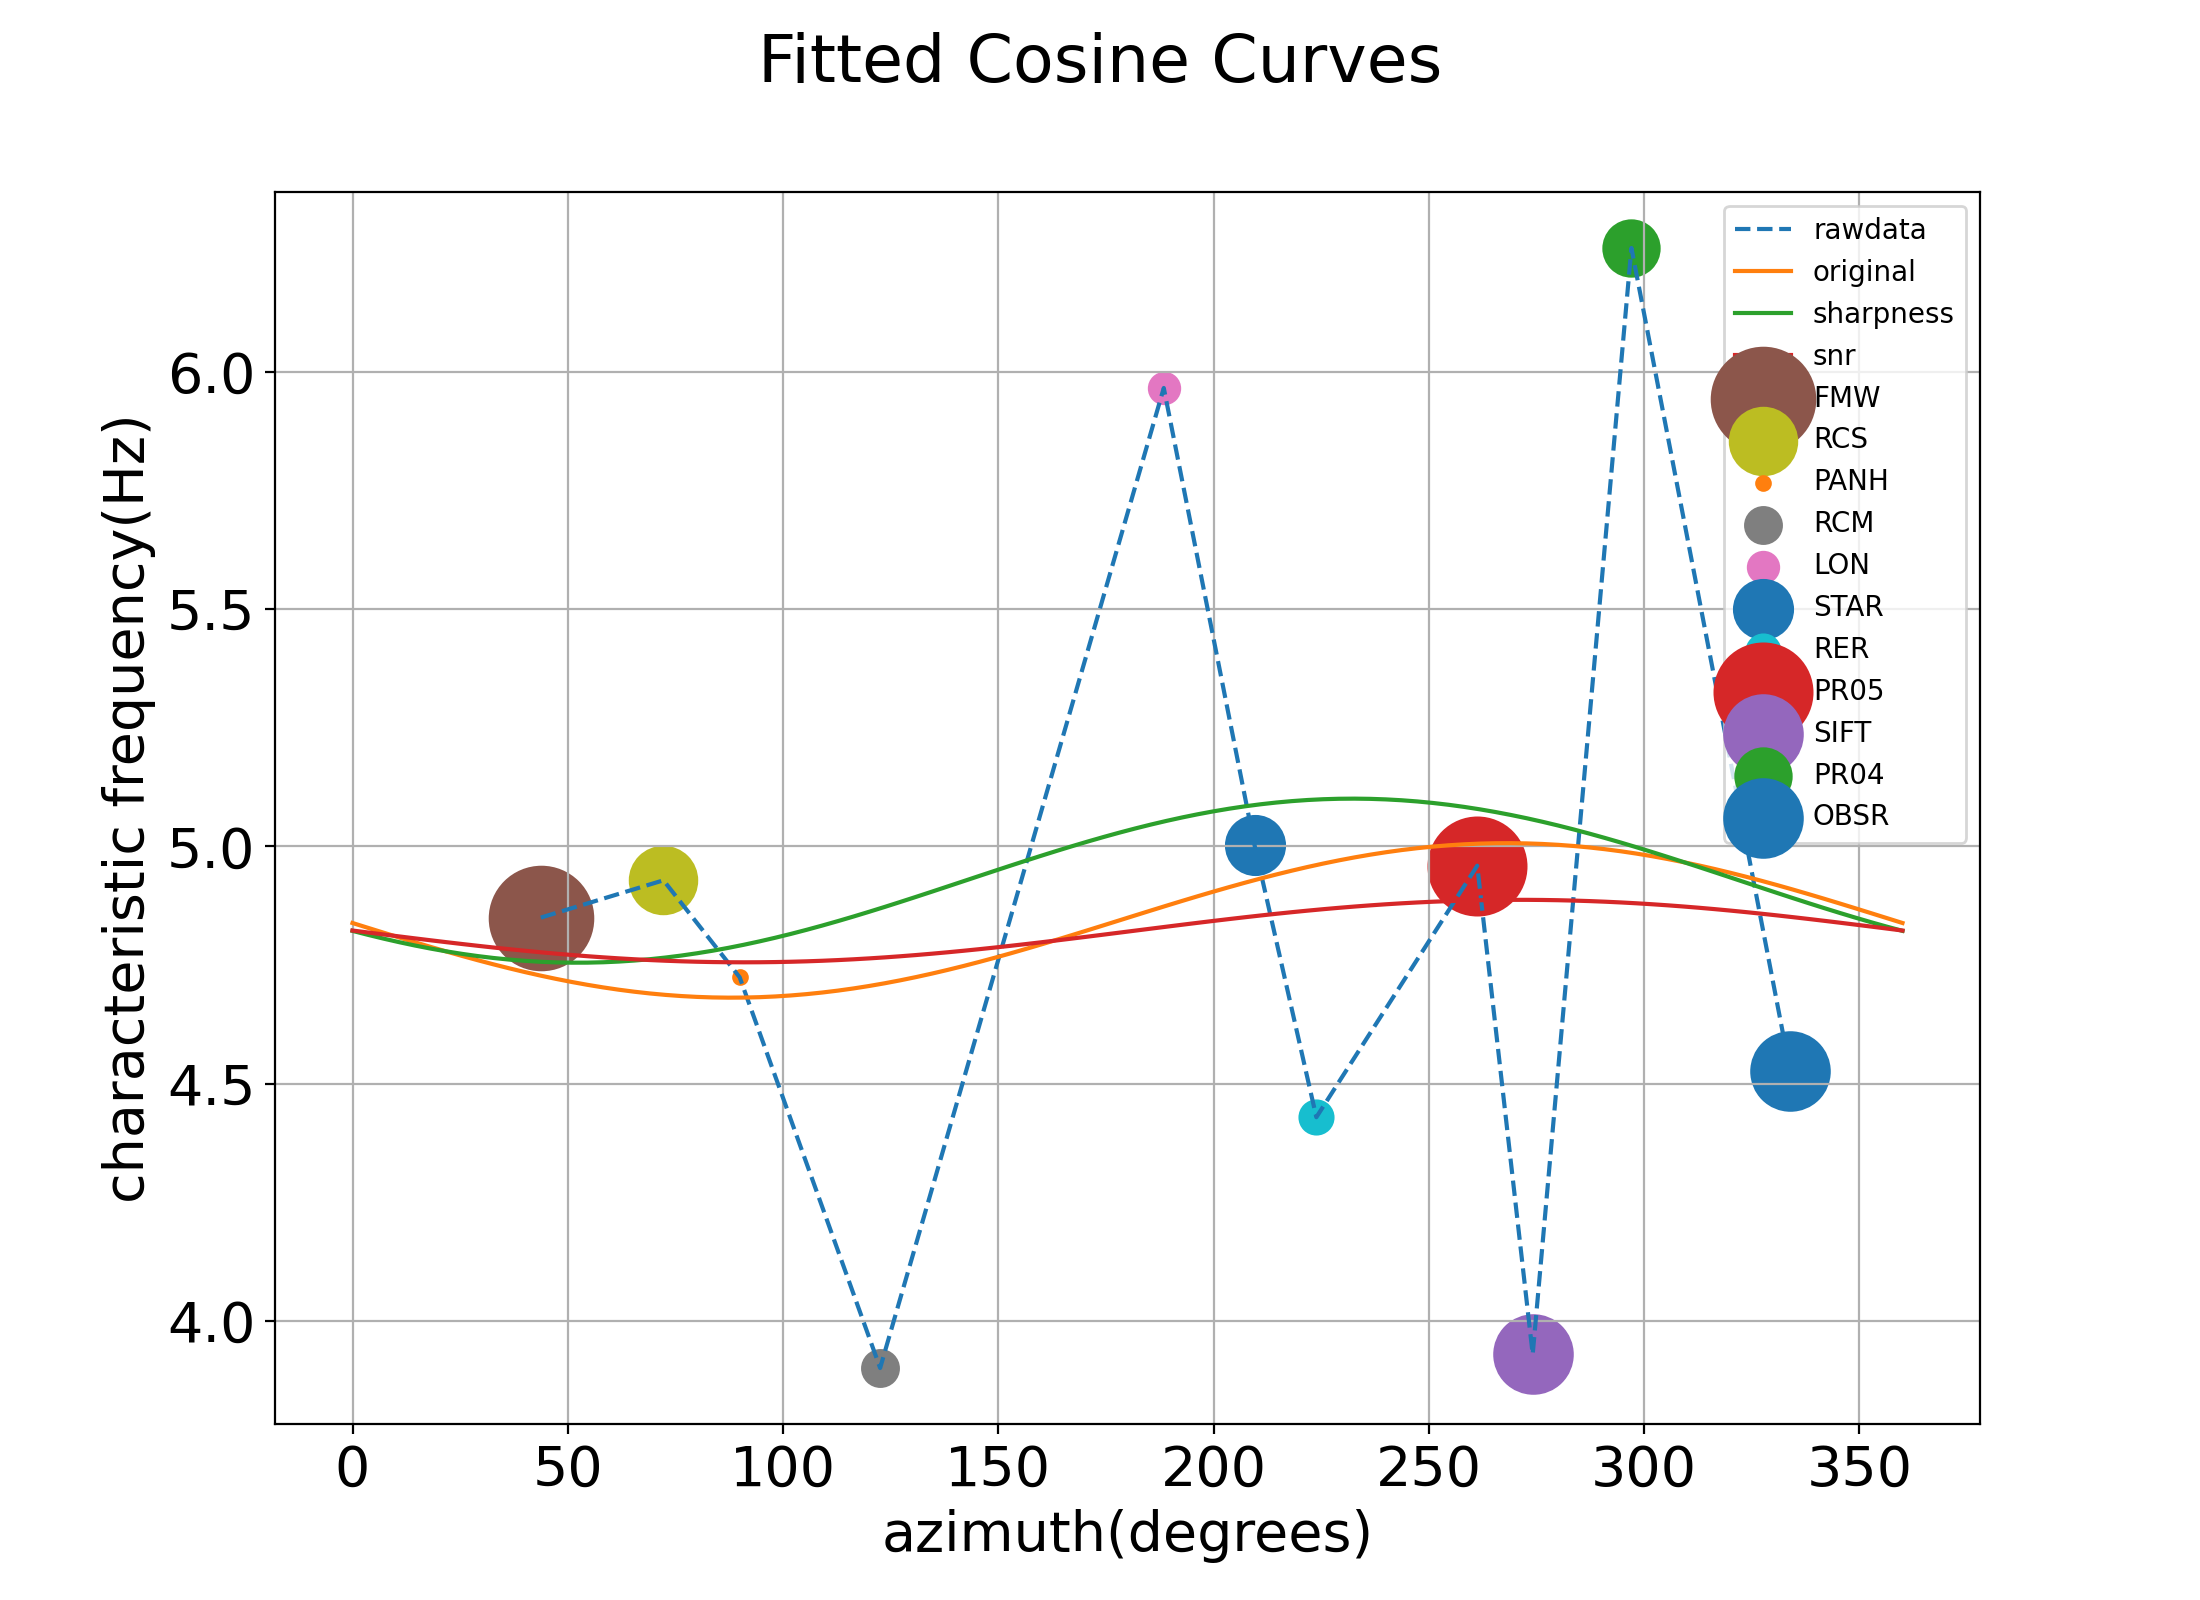 Fitted Cosine Curves
characteristic frequency(Hz)
6.0
5.5
5.0
4.5
4.0
0 50 100 150 200 250 300 350
azimuth(degrees)
rawdata
original
sharpness
snr
FMW
RCS
PANH
RCM
LON
STAR
RER
PR05
SIFT
PR04
OBSR